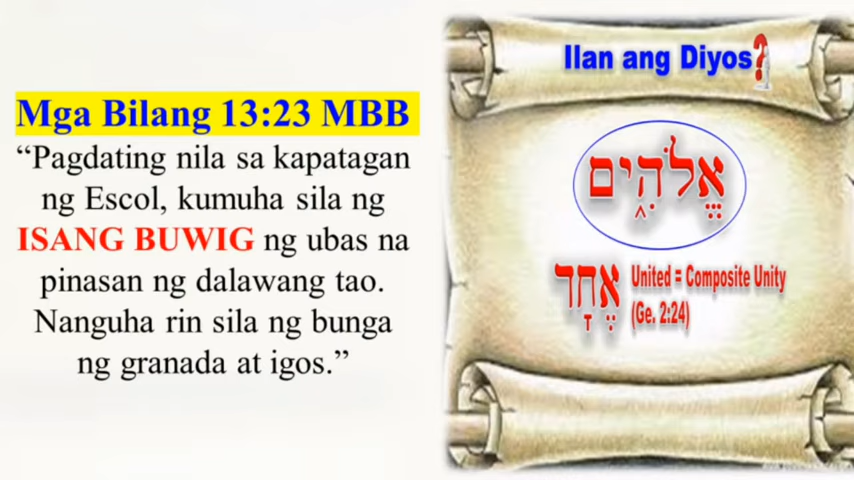 Mga Bilang 13:23 MBB
“Pagdating nila sa kapatagan
ng Escol, kumuha sila ng
ISANG BUWIG ng ubas na
pinasan ng dalawang tao.
Nanguha rin sila ng bunga
ng granada at igos.”
Ilan ang Diyos?
אֱלֹהִ֑ים
אֶחָד United = Composite Unity
(Ge. 2:24)